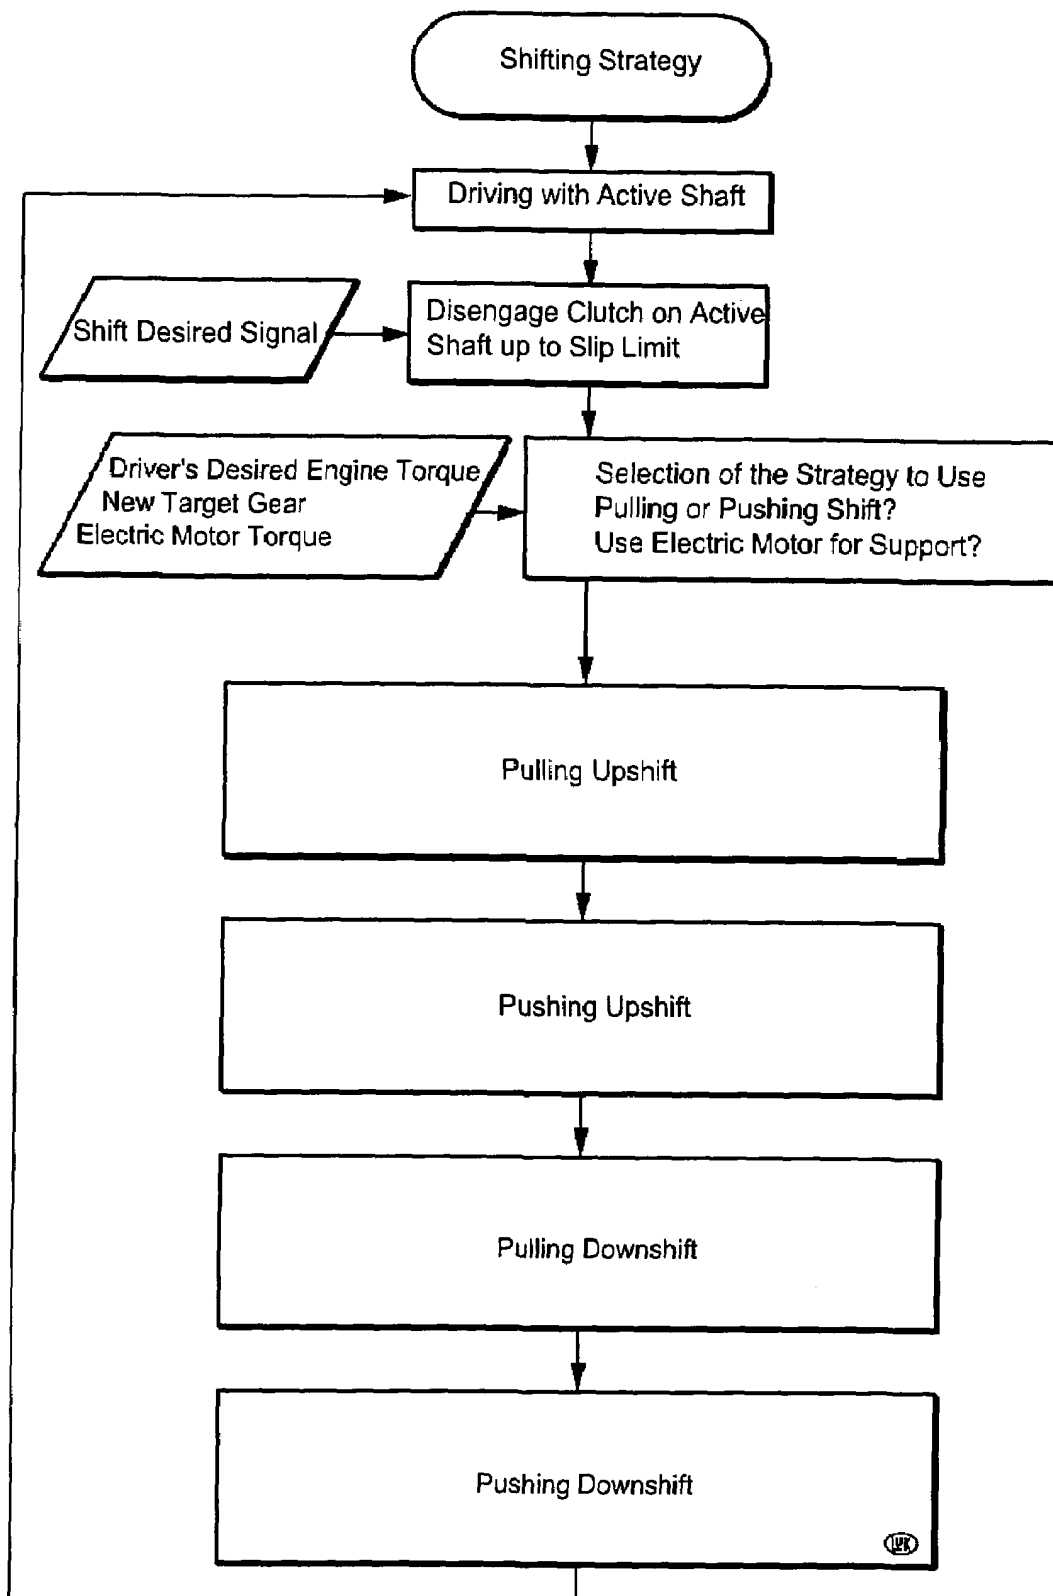 Shifting Strategy
Driving with Active Shaft
Shift Desired Signal
Disengage Clutch on Active
Shaft up to Slip Limit
Driver's Desired Engine Torque
New Target Gear
Electric Motor Torque
Selection of the Strategy to Use
Pulling or Pushing Shift?
Use Electric Motor for Support?
Pulling Upshift
Pushing Upshift
Pulling Downshift
Pushing Downshift
LuK